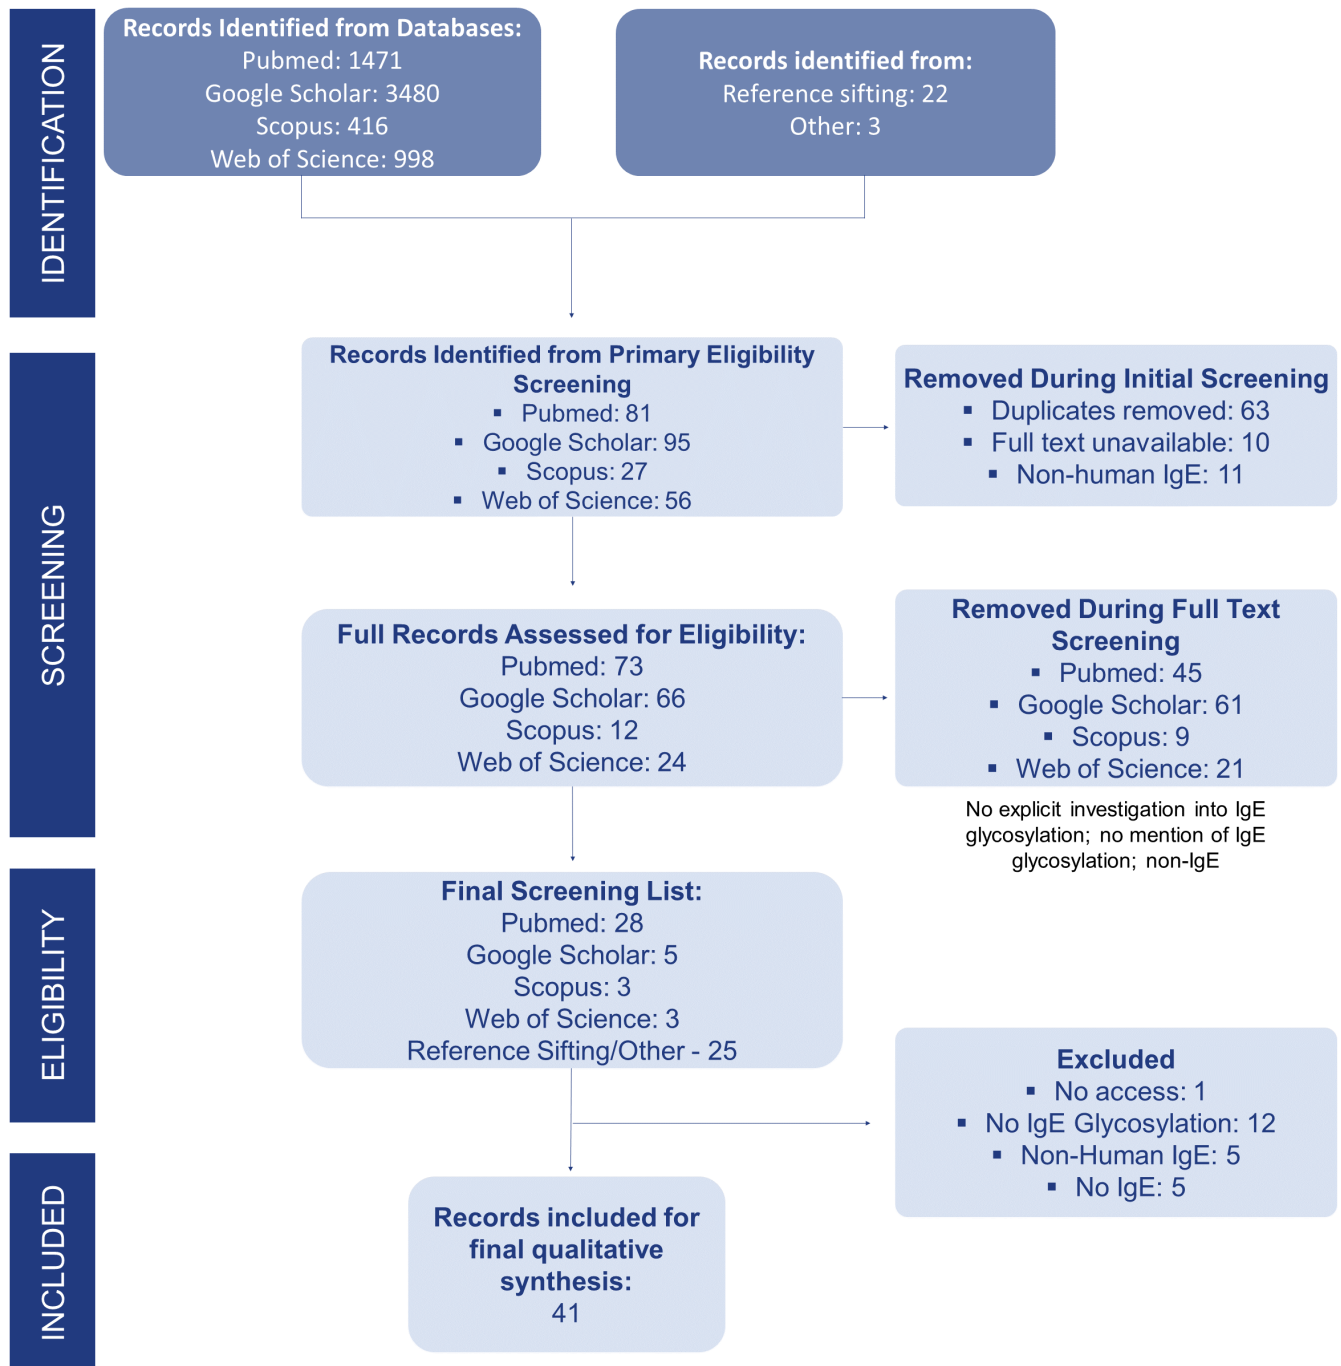 IDENTIFICATION
Records Identified from Databases:
Pubmed: 1471
Google Scholar: 3480
Scopus: 416
Web of Science: 998
Records identified from:
Reference sifting: 22
Other: 3
SCREENING
Records Identified from Primary Eligibility
Screening
▪ Pubmed: 81
▪ Google Scholar: 95
▪ Scopus: 27
▪ Web of Science: 56
Removed During Initial Screening
▪ Duplicates removed: 63
▪ Full text unavailable: 10
▪ Non-human IgE: 11
Full Records Assessed for Eligibility:
Pubmed: 73
Google Scholar: 66
Scopus: 12
Web of Science: 24
Removed During Full Text
Screening
▪ Pubmed: 45
▪ Google Scholar: 61
▪ Scopus: 9
▪ Web of Science: 21
No explicit investigation into IgE
glycosylation; no mention of IgE
glycosylation; non-IgE
ELIGIBILITY
Final Screening List:
Pubmed: 28
Google Scholar: 5
Scopus: 3
Web of Science: 3
Reference Sifting/Other - 25
Excluded
▪ No access: 1
▪ No IgE Glycosylation: 12
▪ Non-Human IgE: 5
▪ No IgE: 5
INCLUDED
Records included for
final qualitative
synthesis:
41